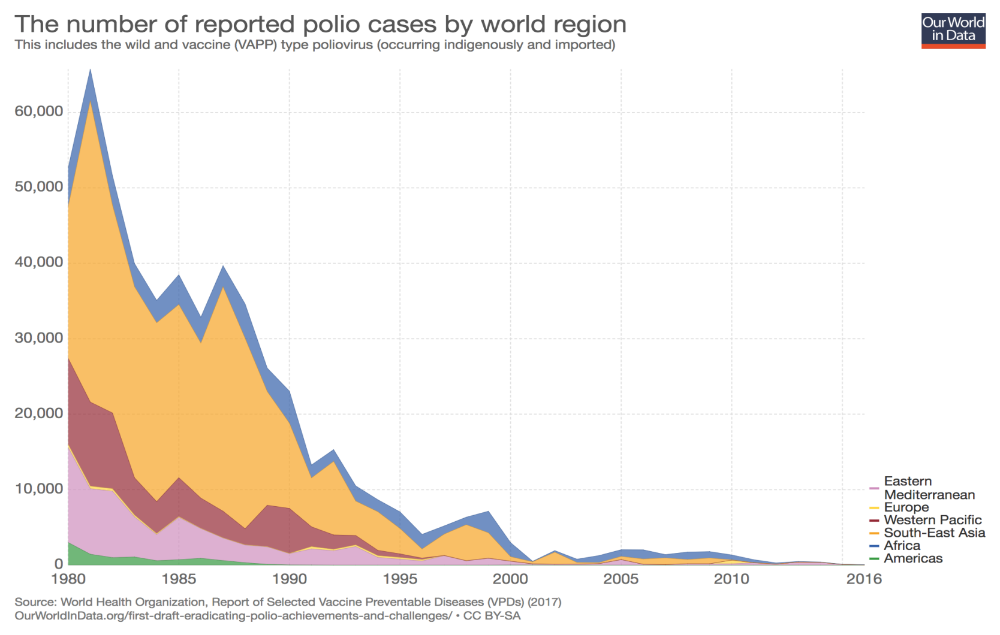 The number of reported polio cases by world region
This includes the wild and vaccine (VAPP) type poliovirus (occurring indigenously and imported)
Our World
in Data
60,000
50,000
40,000
30,000
20,000
10,000
0
1980
1985
1990
1995
2000
2005
2010
2016
Eastern
Mediterranean
Europe
Western Pacific
South-East Asia
Africa
Americas
Source: World Health Organization, Report of Selected Vaccine Preventable Diseases (VPDs) (2017)
OurWorldInData.org/first-draft-eradicating-polio-achievements-and-challenges/ • CC BY-SA